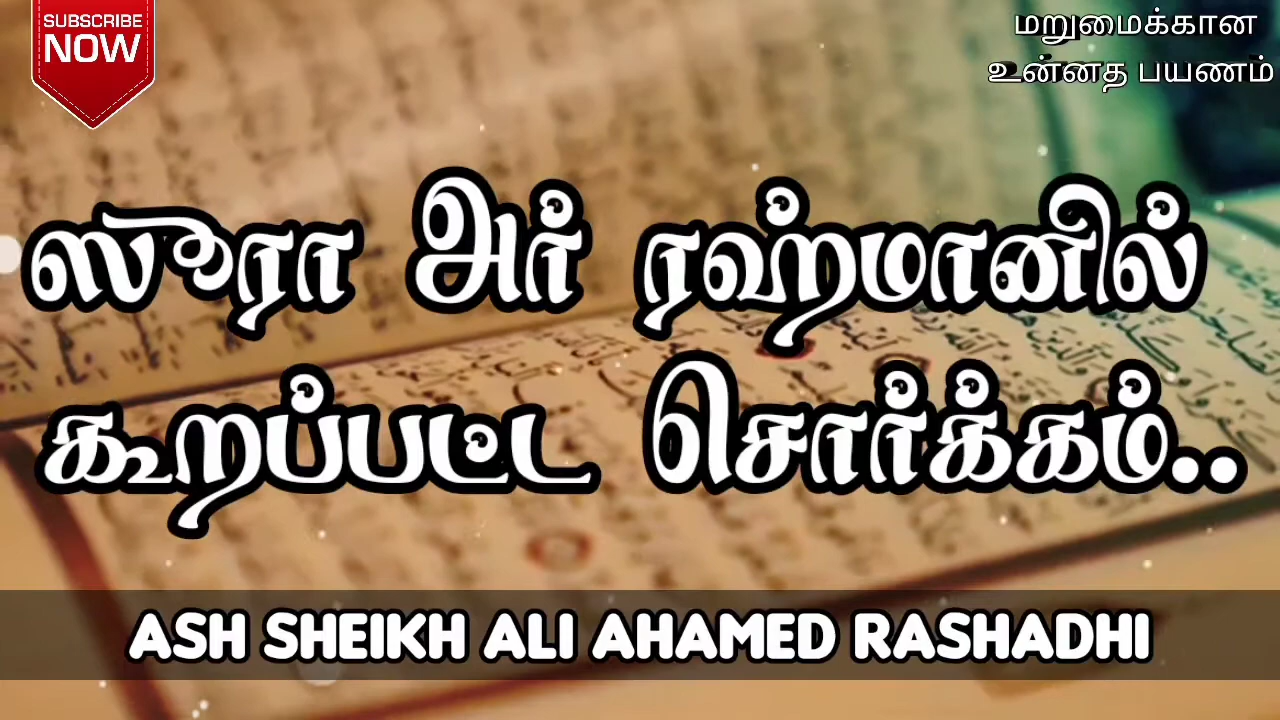 SUBSCRIBE
NOW
மறுமைக்கான
உன்னத பயணம்
ஸுரா அர் ரஹ்மானில்
கூறப்பட்ட சொர்க்கம்..
ASH SHEIKH ALI AHAMED RASHADHI